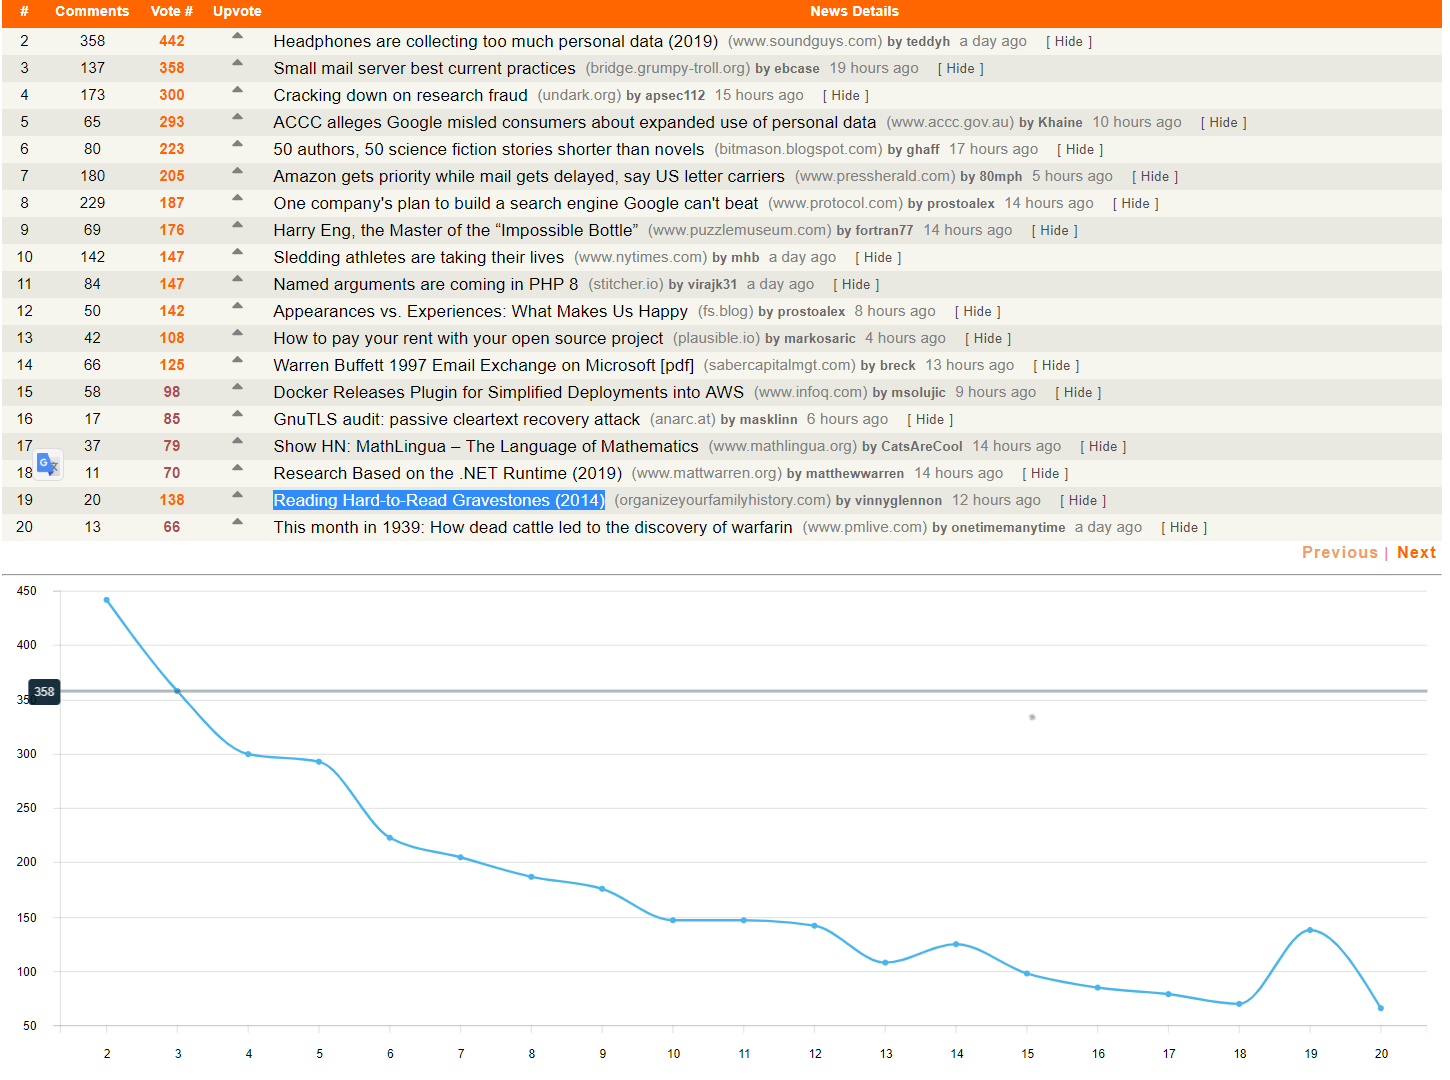 # Comments Vote # Upvote News Details
2 358 442 Headphones are collecting too much personal data (2019) (www.soundguys.com) by teddyh a day ago [ Hide ]
3 137 358 Small mail server best current practices (bridge.grumpy-troll.org) by ebcase 19 hours ago [ Hide ]
4 173 300 Cracking down on research fraud (undark.org) by apsec112 15 hours ago [ Hide ]
5 65 293 ACCC alleges Google misled consumers about expanded use of personal data (www.accc.gov.au) by Khaine 10 hours ago [ Hide ]
6 80 223 50 authors, 50 science fiction stories shorter than novels (bitmason.blogspot.com) by ghaff 17 hours ago [ Hide ]
7 180 205 Amazon gets priority while mail gets delayed, say US letter carriers (www.pressherald.com) by 80mph 5 hours ago [ Hide ]
8 229 187 One company's plan to build a search engine Google can't beat (www.protocol.com) by prostoalex 14 hours ago [ Hide ]
9 69 176 Harry Eng, the Master of the “Impossible Bottle” (www.puzzlemuseum.com) by fortran77 14 hours ago [ Hide ]
10 142 147 Sledding athletes are taking their lives (www.nytimes.com) by mhb a day ago [ Hide ]
11 84 147 Named arguments are coming in PHP 8 (stitcher.io) by virajk31 a day ago [ Hide ]
12 50 142 Appearances vs. Experiences: What Makes Us Happy (fs.blog) by prostoalex 8 hours ago [ Hide ]
13 42 108 How to pay your rent with your open source project (plausible.io) by markosaric 4 hours ago [ Hide ]
14 66 125 Warren Buffett 1997 Email Exchange on Microsoft [pdf] (sabercapitalmgt.com) by breck 13 hours ago [ Hide ]
15 58 98 Docker Releases Plugin for Simplified Deployments into AWS (www.infoq.com) by msolujic 9 hours ago [ Hide ]
16 17 85 GnuTLS audit: passive cleartext recovery attack (anarc.at) by masklinn 6 hours ago [ Hide ]
17 37 79 Show HN: MathLingua – The Language of Mathematics (www.mathlingua.org) by CatsAreCool 14 hours ago [ Hide ]
18 11 70 Research Based on the .NET Runtime (2019) (www.mattwarren.org) by matthewwarren 14 hours ago [ Hide ]
19 20 138 Reading Hard-to-Read Gravestones (2014) (organizeyourfamilyhistory.com) by vinnyglennon 12 hours ago [ Hide ]
20 13 66 This month in 1939: How dead cattle led to the discovery of warfarin (www.pmlive.com) by onetimemanytime a day ago [ Hide ]
Previous | Next
450
400
358
350
300
250
200
150
100
50
2 3 4 5 6 7 8 9 10 11 12 13 14 15 16 17 18 19 20